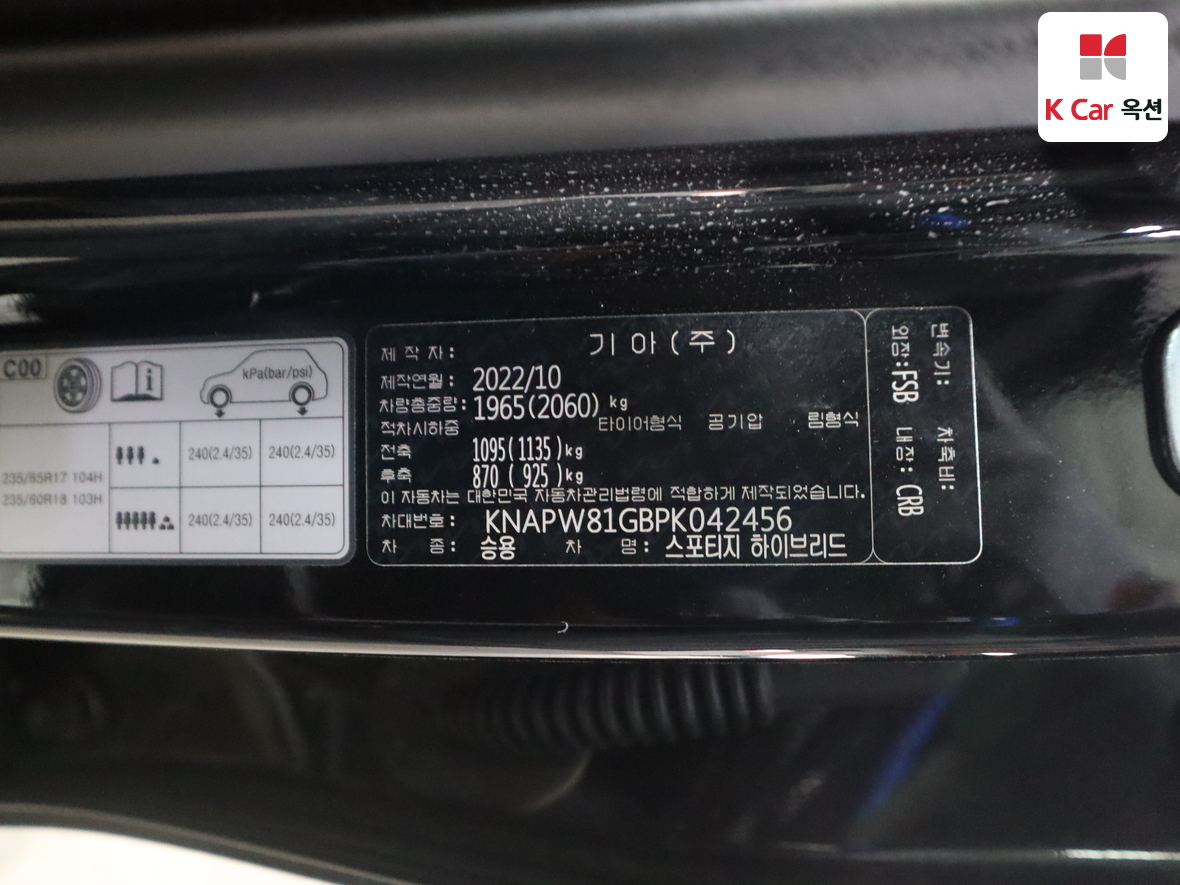 K Car 옥션
C00
kPa(bar/psi)
235/65R17 104H
235/60R18 103H
240(2.4/35) 240(2.4/35)
240(2.4/35) 240(2.4/35)
제 작 자: 기 아 ( 주 )
제작연월: 2022/10
차량총중량: 1965(2060) kg
적차시하중 타이어형식 공기압 림형식
전축 1095( 1135 )kg
후축 870 ( 925 )kg
이 자동차는 대한민국 자동차관리법령에 적합하게 제작되었습니다.
차대번호: KNAPW81GBPK042456
차 종: 승용 차 명: 스포티지 하이브리드
변속기: 차축비:
외장:FSB 내장: CRB